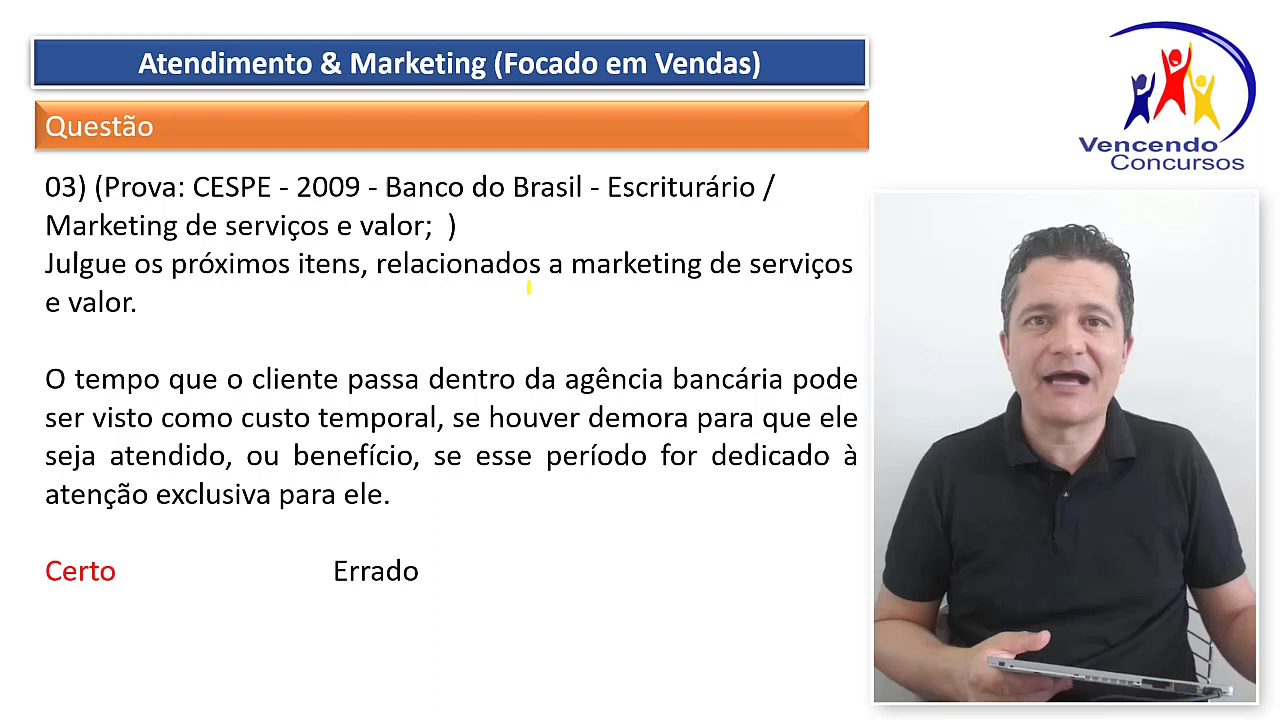 Atendimento & Marketing (Focado em Vendas)
Questão
Vencendo
Concursos
03) (Prova: CESPE - 2009 - Banco do Brasil - Escriturário /
Marketing de serviços e valor;  )
Julgue os próximos itens, relacionados a marketing de serviços
e valor.
O tempo que o cliente passa dentro da agência bancária pode
ser visto como custo temporal, se houver demora para que ele
seja atendido, ou benefício, se esse período for dedicado à
atenção exclusiva para ele.
Certo Errado